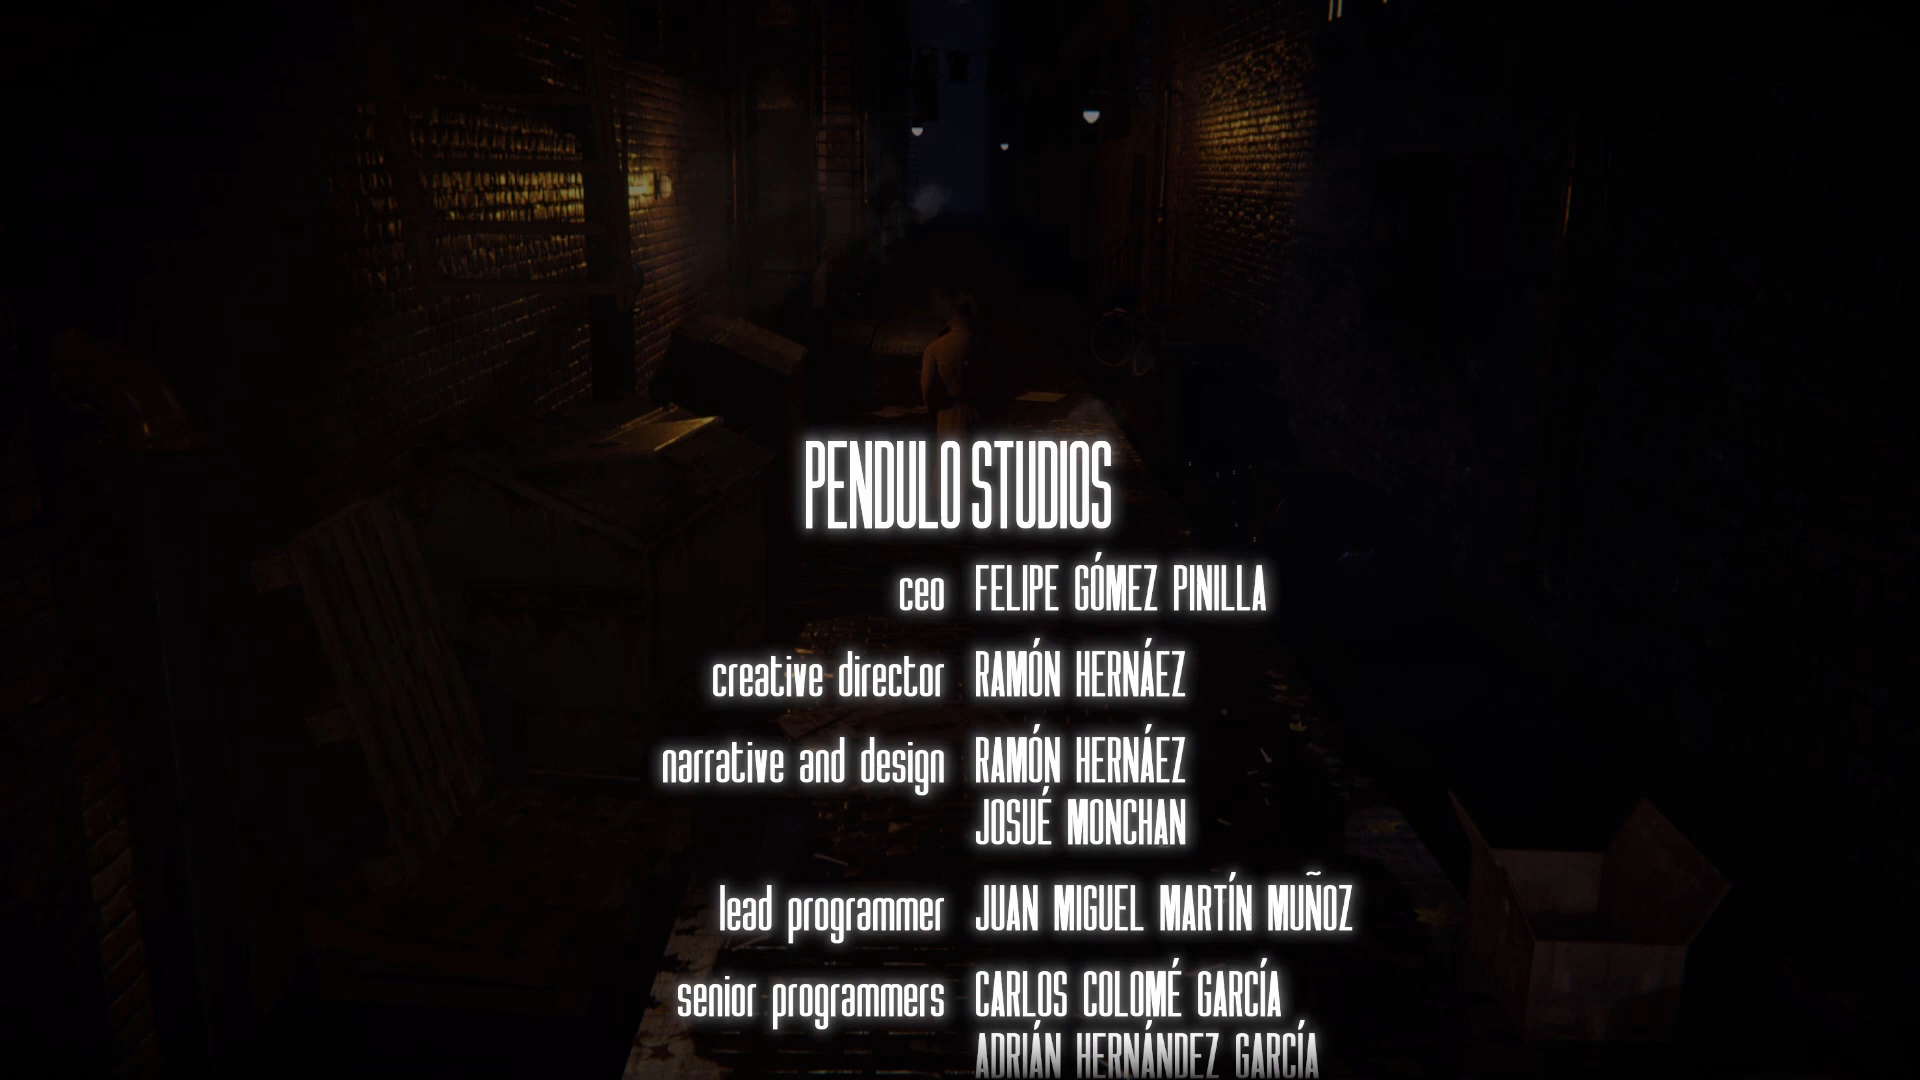 PENDULO STUDIOS
ceo FELIPE GÓMEZ PINILLA
creative director RAMÓN HERNÁEZ
narrative and design RAMÓN HERNÁEZ
JOSUÉ MONCHAN
lead programmer JUAN MIGUEL MARTÍN MUÑOZ
senior programmers CARLOS COLOMÉ GARCÍA
ADRIÁN HERNÁNDEZ GARCÍA